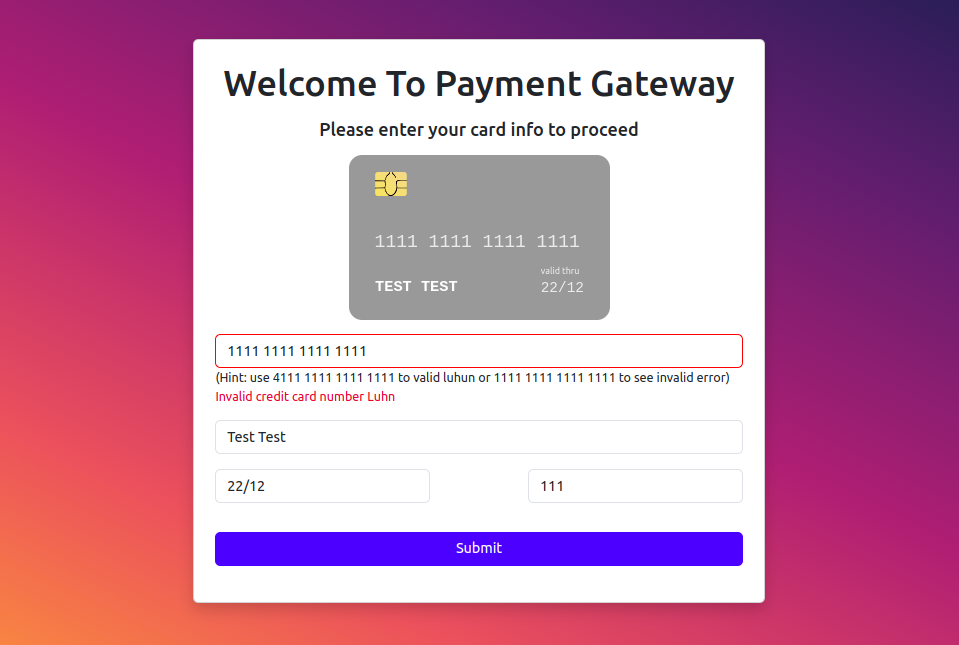 Welcome To Payment Gateway
Please enter your card info to proceed
1111 1111 1111 1111
valid thru
TEST TEST 22/12
1111 1111 1111 1111
(Hint: use 4111 1111 1111 1111 to valid luhun or 1111 1111 1111 1111 to see invalid error)
Invalid credit card number Luhn
Test Test
22/12 111
Submit